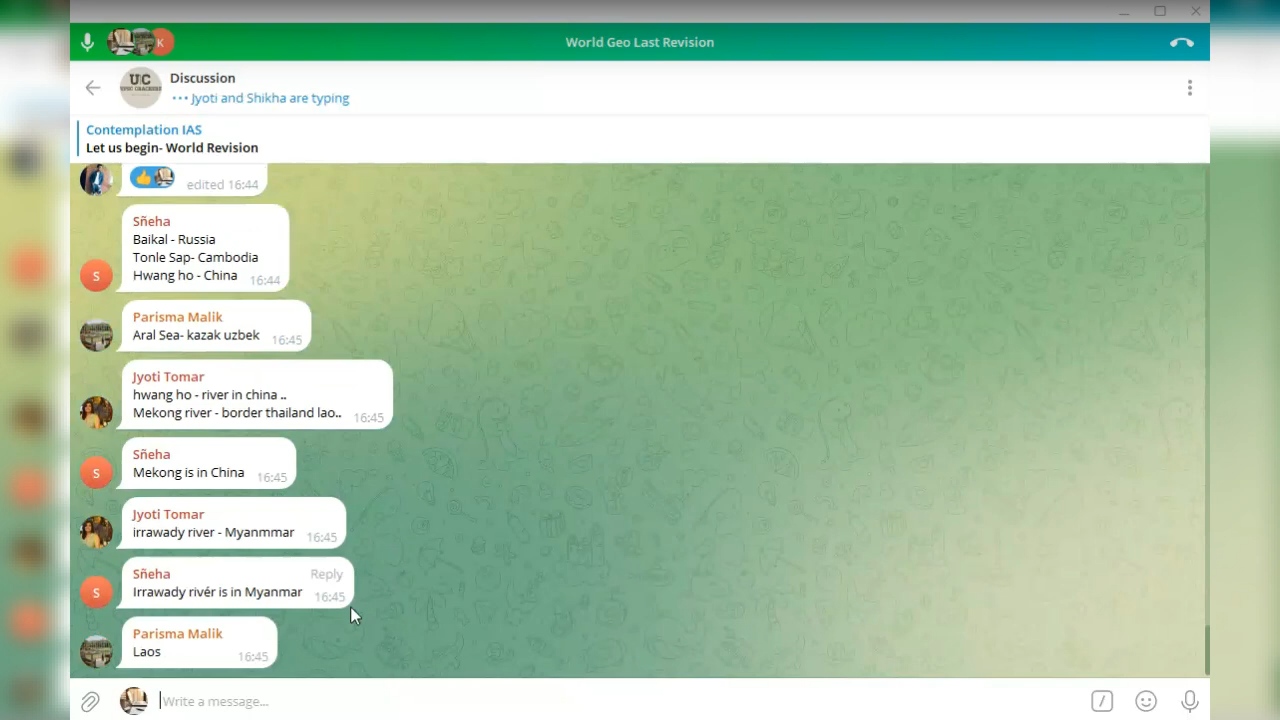 K
World Geo Last Revision
UC
Discussion
Jyoti and Shikha are typing
Contemplation IAS
Let us begin- World Revision
edited 16:44
Sñeha
Baikal - Russia
Tonle Sap- Cambodia
Hwang ho - China
16:44
S
Parisma Malik
Aral Sea- kazak uzbek
16:45
Jyoti Tomar
hwang ho - river in china ..
Mekong river - border thailand lao..
16:45
Sñeha
Mekong is in China
16:45
S
Jyoti Tomar
irrawady river - Myanmmar
16:45
Sñeha
Reply
Irrawady rivér is in Myanmar
16:45
S
Parisma Malik
Laos
16:45
Write a message...